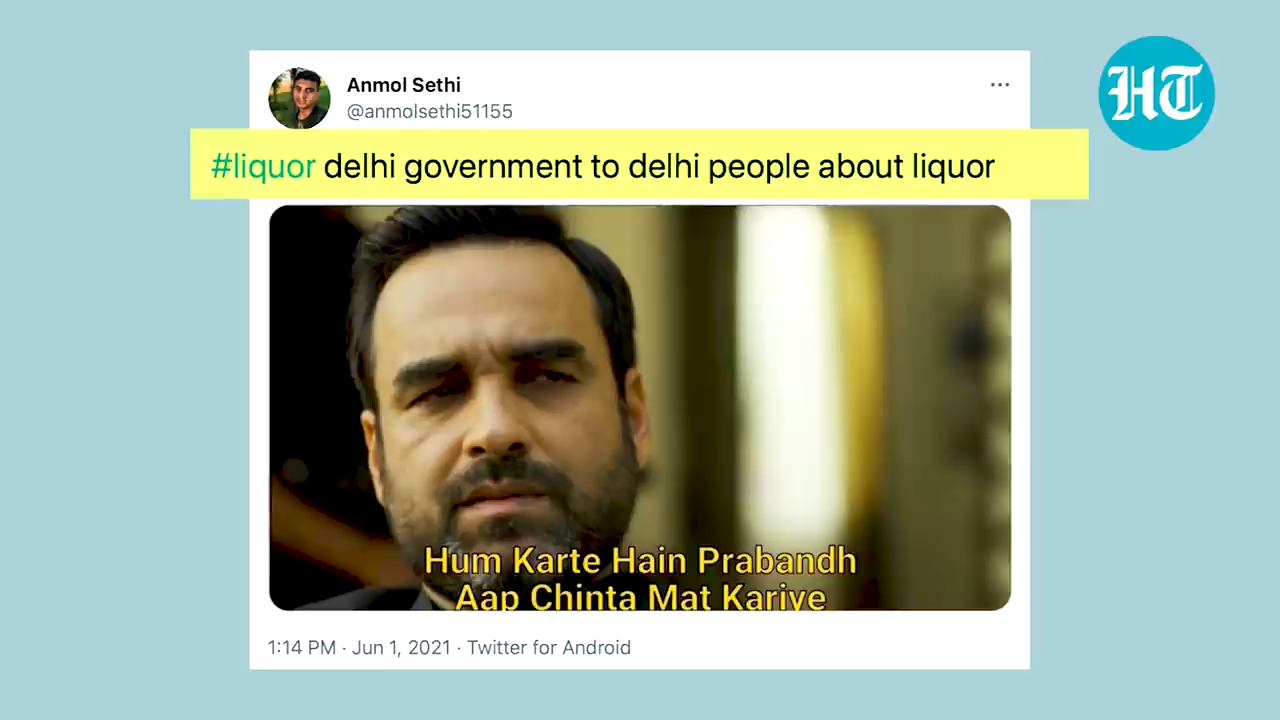 HT
Anmol Sethi
@anmolsethi51155
#liquor delhi government to delhi people about liquor
Hum Karte Hain Prabandh
Aap Chinta Mat Kariye
1:14 PM · Jun 1, 2021 · Twitter for Android